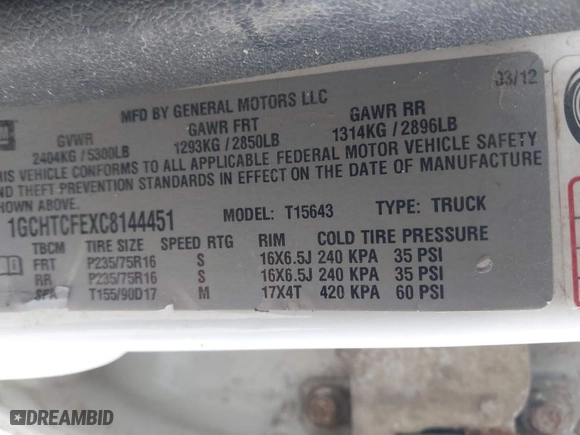 03/12
MFD BY GENERAL MOTORS LLC
GVWR GAWR FRT GAWR RR
2404KG / 5300LB 1293KG / 2850LB 1314KG / 2896LB
THIS VEHICLE CONFORMS TO ALL APPLICABLE FEDERAL MOTOR VEHICLE SAFETY
AND THEFT PREVENTION STANDARDS IN EFFECT ON THE DATE OF MANUFACTURE
SHOWN ABOVE.
1GCHTCFEXC8144451 MODEL: T15643 TYPE: TRUCK
TBCM TIRE SIZE SPEED RTG RIM COLD TIRE PRESSURE
FRT P235/75R16 S 16X6.5J 240 KPA 35 PSI
RR P235/75R16 S 16X6.5J 240 KPA 35 PSI
SPA T155/90D17 M 17X4T 420 KPA 60 PSI
DREAMBID